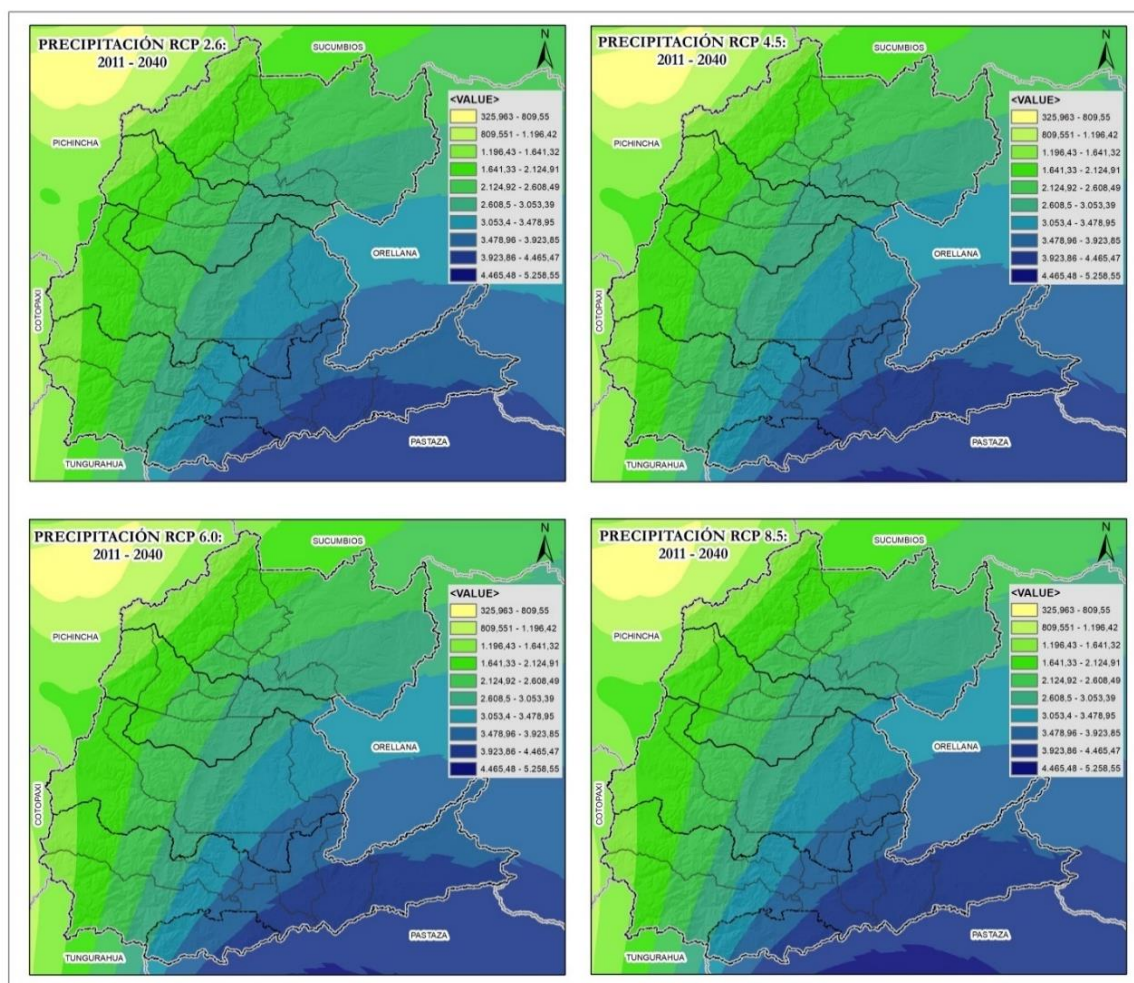 PRECIPITACIÓN RCP 2.6:
2011 - 2040
SUCUMBIOS
N
<VALUE>
325,963 - 809,55
809,551 - 1.196,42
1.196,43 - 1.641,32
1.641,33 - 2.124,91
2.124,92 - 2.608,49
2.608,5 - 3.053,39
3.053,4 - 3.478,95
3.478,96 - 3.923,85
3.923,86 - 4.465,47
4.465,48 - 5.258,55
PICHINCHA
ORELLANA
COTOPAXI
PASTAZA
TUNGURAHUA
PRECIPITACIÓN RCP 4.5:
2011 - 2040
SUCUMBIOS
N
<VALUE>
325,963 - 809,55
809,551 - 1.196,42
1.196,43 - 1.641,32
1.641,33 - 2.124,91
2.124,92 - 2.608,49
2.608,5 - 3.053,39
3.053,4 - 3.478,95
3.478,96 - 3.923,85
3.923,86 - 4.465,47
4.465,48 - 5.258,55
PICHINCHA
ORELLANA
COTOPAXI
PASTAZA
TUNGURAHUA
PRECIPITACIÓN RCP 6.0:
2011 - 2040
SUCUMBIOS
N
<VALUE>
325,963 - 809,55
809,551 - 1.196,42
1.196,43 - 1.641,32
1.641,33 - 2.124,91
2.124,92 - 2.608,49
2.608,5 - 3.053,39
3.053,4 - 3.478,95
3.478,96 - 3.923,85
3.923,86 - 4.465,47
4.465,48 - 5.258,55
PICHINCHA
ORELLANA
COTOPAXI
PASTAZA
TUNGURAHUA
PRECIPITACIÓN RCP 8.5:
2011 - 2040
SUCUMBIOS
N
<VALUE>
325,963 - 809,55
809,551 - 1.196,42
1.196,43 - 1.641,32
1.641,33 - 2.124,91
2.124,92 - 2.608,49
2.608,5 - 3.053,39
3.053,4 - 3.478,95
3.478,96 - 3.923,85
3.923,86 - 4.465,47
4.465,48 - 5.258,55
PICHINCHA
ORELLANA
COTOPAXI
PASTAZA
TUNGURAHUA